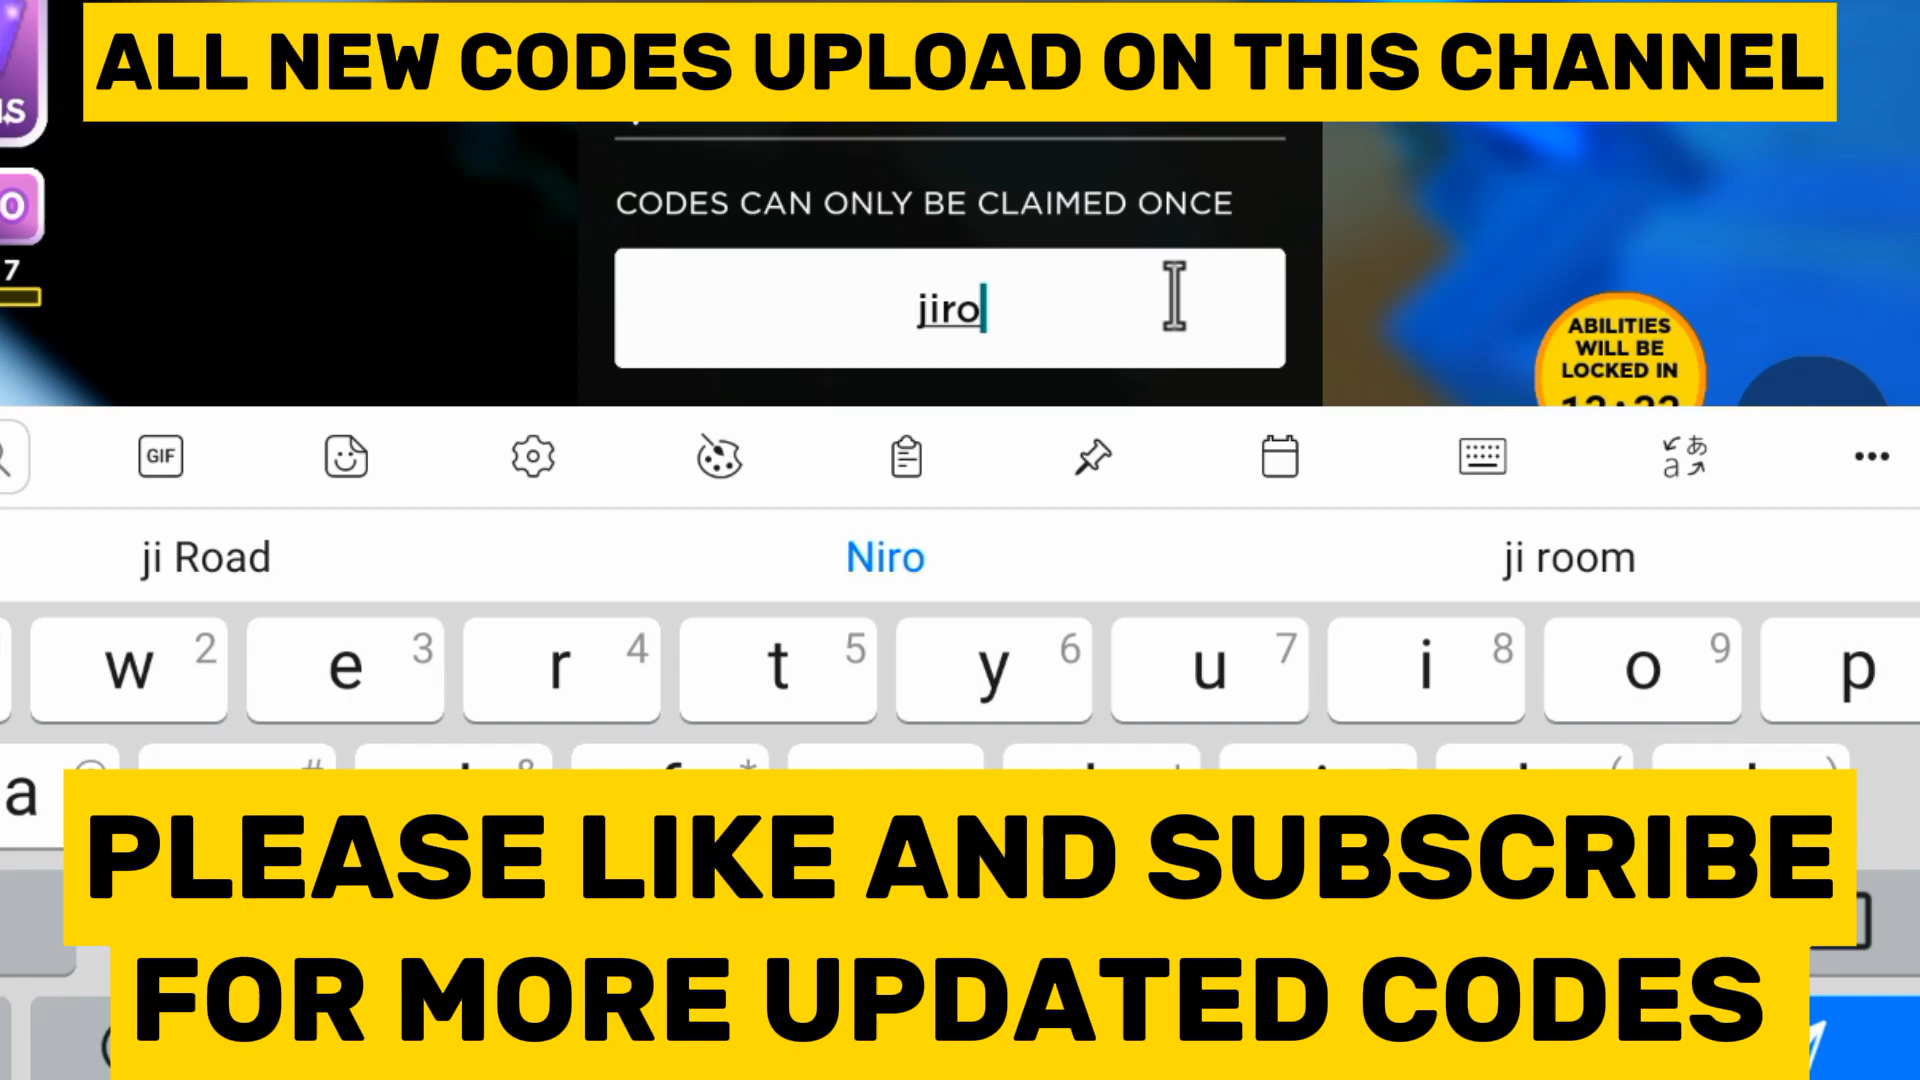 ALL NEW CODES UPLOAD ON THIS CHANNEL
CODES CAN ONLY BE CLAIMED ONCE
7
jiro
ABILITIES
WILL BE
LOCKED IN
GIF
ji Road Niro ji room
w 2 e 3 r 4 t 5 y 6 u 7 i 8 o 9 p
a
PLEASE LIKE AND SUBSCRIBE
FOR MORE UPDATED CODES